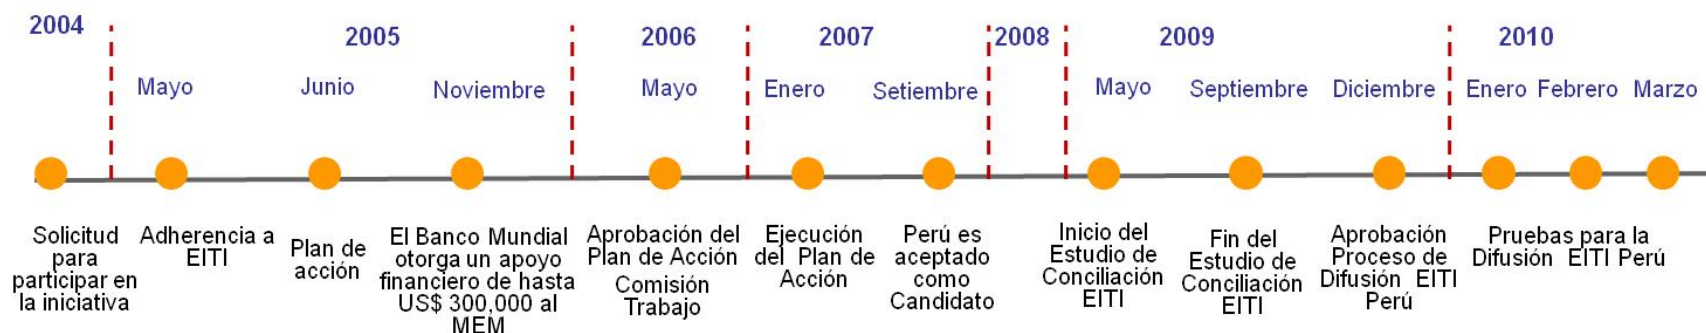 2004
2005
2006
2007
2008
2009
2010
Mayo
Junio
Noviembre
Mayo
Enero
Setiembre
Mayo
Septiembre
Diciembre
Enero Febrero Marzo
Solicitud
para
participar en
la iniciativa
Adherencia a
EITI
Plan de
acción
El Banco Mundial
otorga un apoyo
financiero de hasta
US$ 300,000 al
MEM
Aprobación del
Plan de Acción
Comisión
Trabajo
Ejecución
del Plan de
Acción
Perú es
aceptado
como
Candidato
Inicio del
Estudio de
Conciliación
EITI
Fin del
Estudio de
Conciliación
EITI
Aprobación
Proceso de
Difusión EITI
Perú
Pruebas para la
Difusión EITI Perú